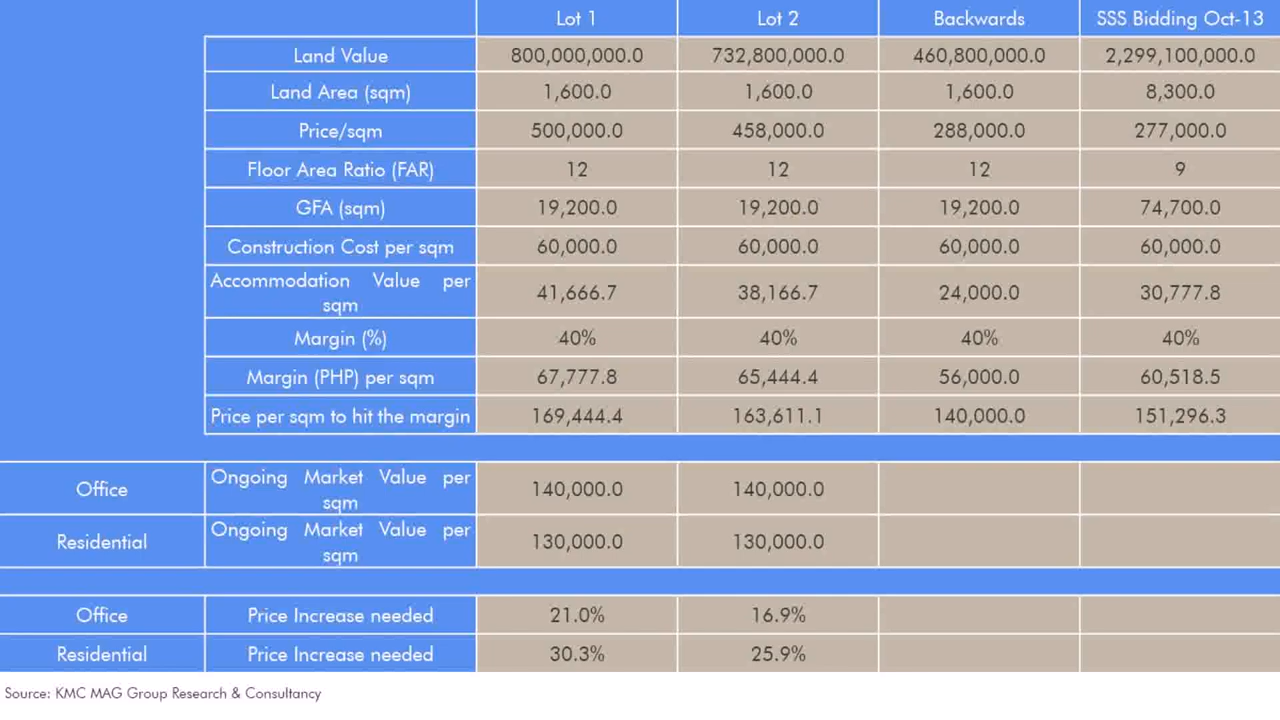 Lot 1 Lot 2 Backwards SSS Bidding Oct-13
Land Value 800,000,000.0 732,800,000.0 460,800,000.0 2,299,100,000.0
Land Area (sqm) 1,600.0 1,600.0 1,600.0 8,300.0
Price/sqm 500,000.0 458,000.0 288,000.0 277,000.0
Floor Area Ratio (FAR) 12 12 12 9
GFA (sqm) 19,200.0 19,200.0 19,200.0 74,700.0
Construction Cost per sqm 60,000.0 60,000.0 60,000.0 60,000.0
Accommodation Value per
sqm 41,666.7 38,166.7 24,000.0 30,777.8
Margin (%) 40% 40% 40% 40%
Margin (PHP) per sqm 67,777.8 65,444.4 56,000.0 60,518.5
Price per sqm to hit the margin 169,444.4 163,611.1 140,000.0 151,296.3
Office Ongoing Market Value per
sqm 140,000.0 140,000.0
Residential Ongoing Market Value per
sqm 130,000.0 130,000.0
Office Price Increase needed 21.0% 16.9%
Residential Price Increase needed 30.3% 25.9%
Source: KMC MAG Group Research & Consultancy